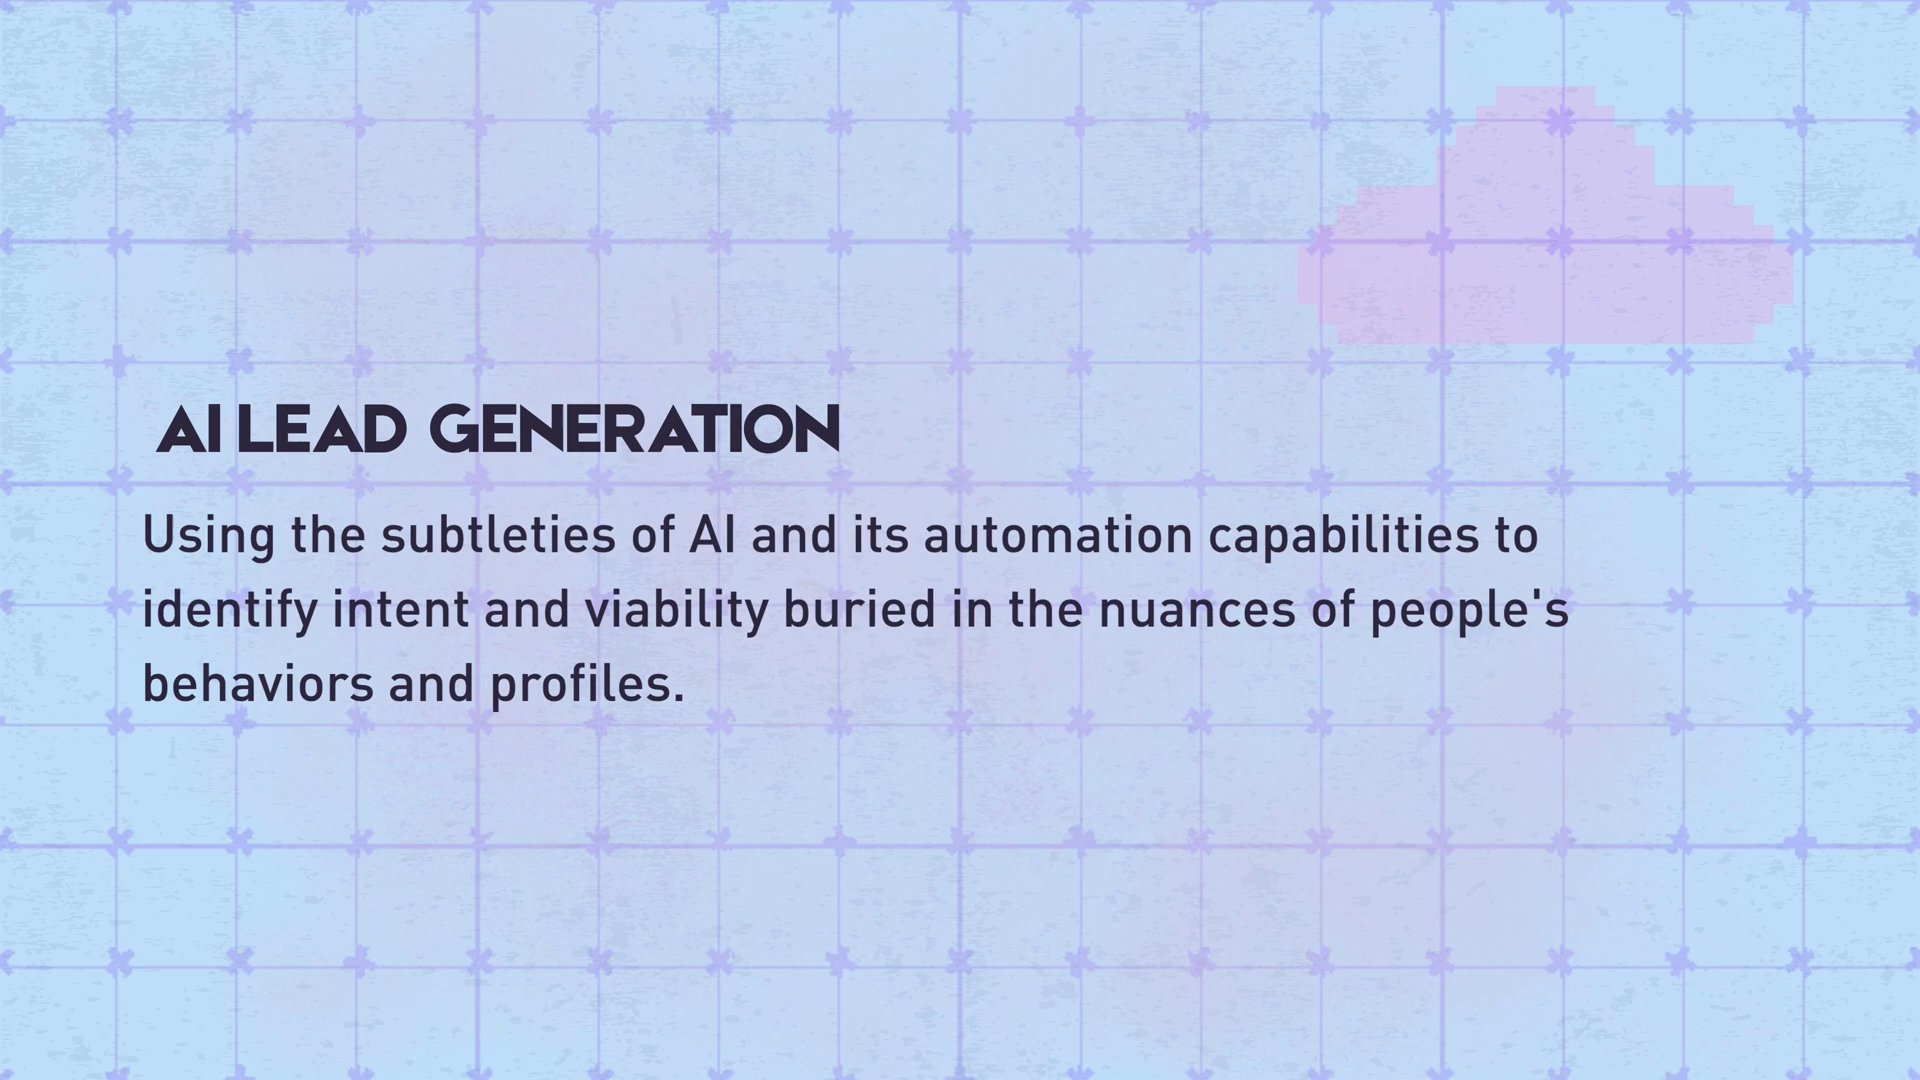 AI LEAD GENERATION
Using the subtleties of AI and its automation capabilities to
identify intent and viability buried in the nuances of people's
behaviors and profiles.